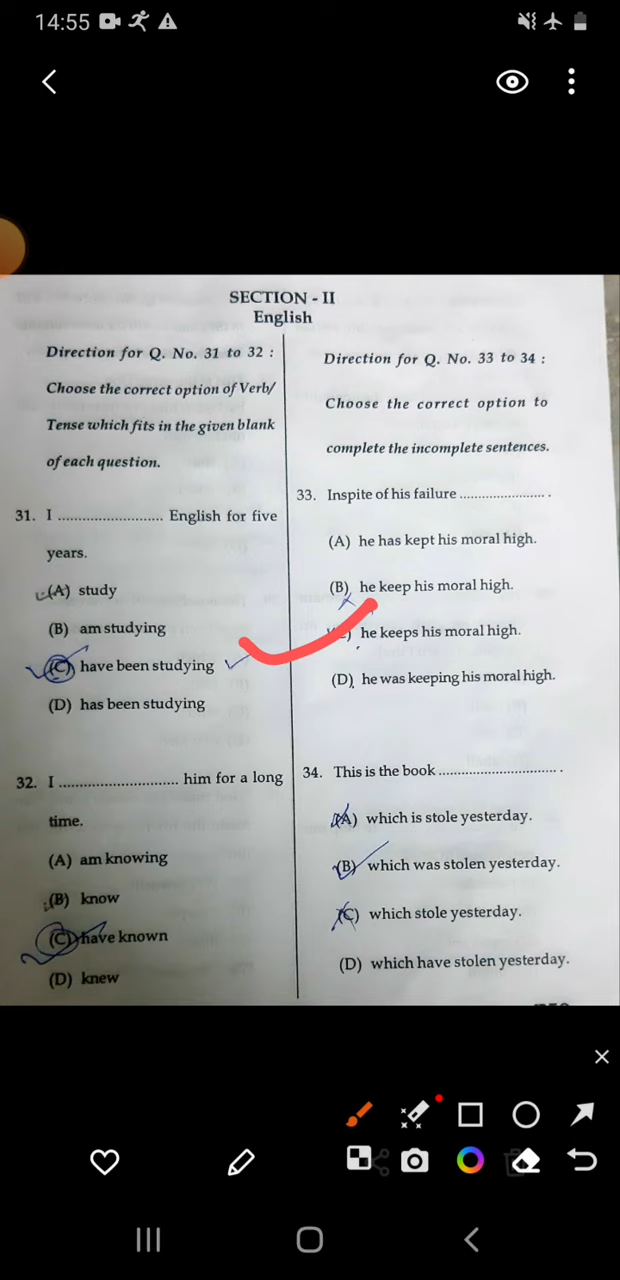 14:55
SECTION - II
English
Direction for Q. No. 31 to 32 :
Choose the correct option of Verb/
Tense which fits in the given blank
of each question.
31. I .......................... English for five
years.
(A) study
(B) am studying
(C) have been studying
(D) has been studying
32. I .............................. him for a long
time.
(A) am knowing
(B) know
(C) have known
(D) knew
Direction for Q. No. 33 to 34 :
Choose the correct option to
complete the incomplete sentences.
33. Inspite of his failure ...................... .
(A) he has kept his moral high.
(B) he keep his moral high.
he keeps his moral high.
(D) he was keeping his moral high.
34. This is the book .............................. .
(A) which is stole yesterday.
(B) which was stolen yesterday.
(C) which stole yesterday.
(D) which have stolen yesterday.